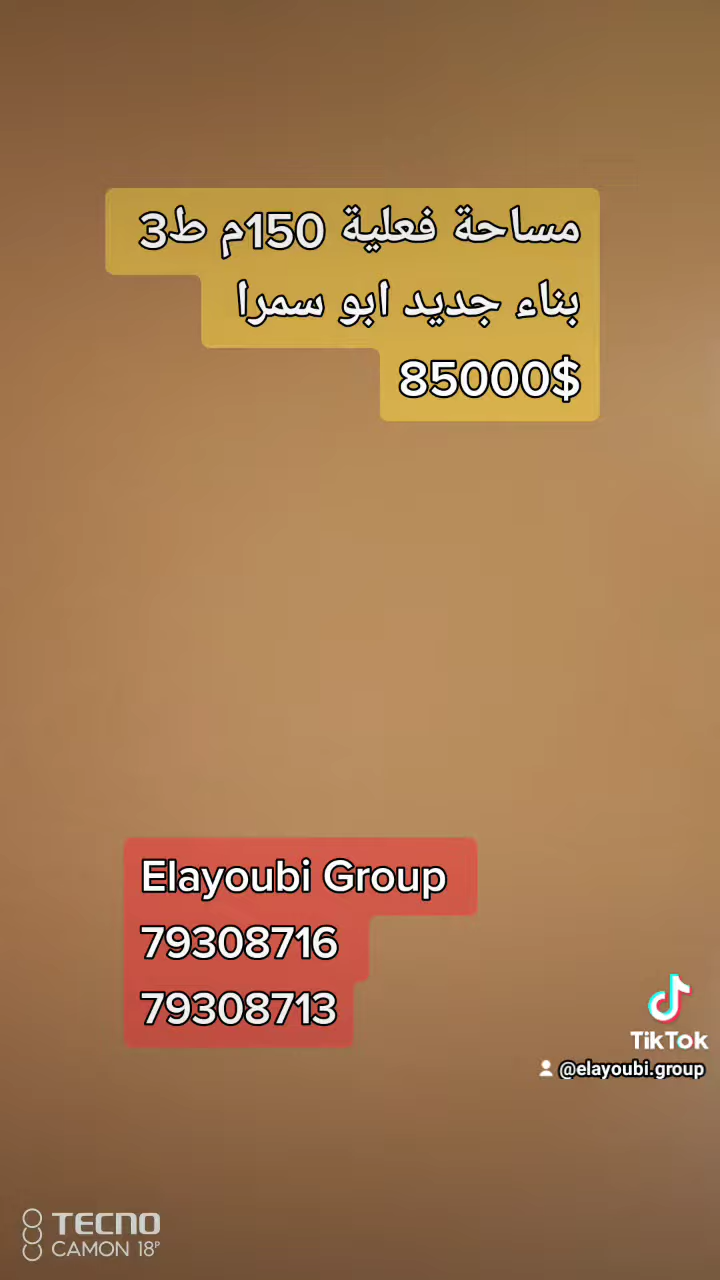 مساحة فعلية 150م ط3
بناء جديد ابو سمرا
85000$
Elayoubi Group
79308716
79308713
TikTok
@elayoubi.group
TECNO
CAMON 18P